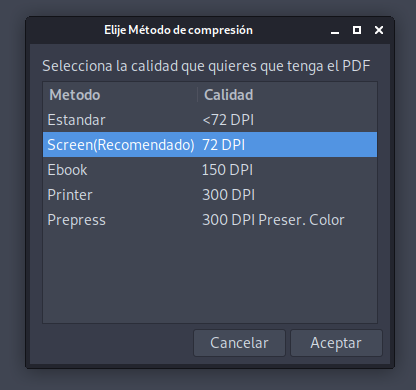 Elije Método de compresión
Selecciona la calidad que quieres que tenga el PDF
Metodo Calidad
Estandar <72 DPI
Screen(Recomendado) 72 DPI
Ebook 150 DPI
Printer 300 DPI
Prepress 300 DPI Preser. Color
Cancelar Aceptar